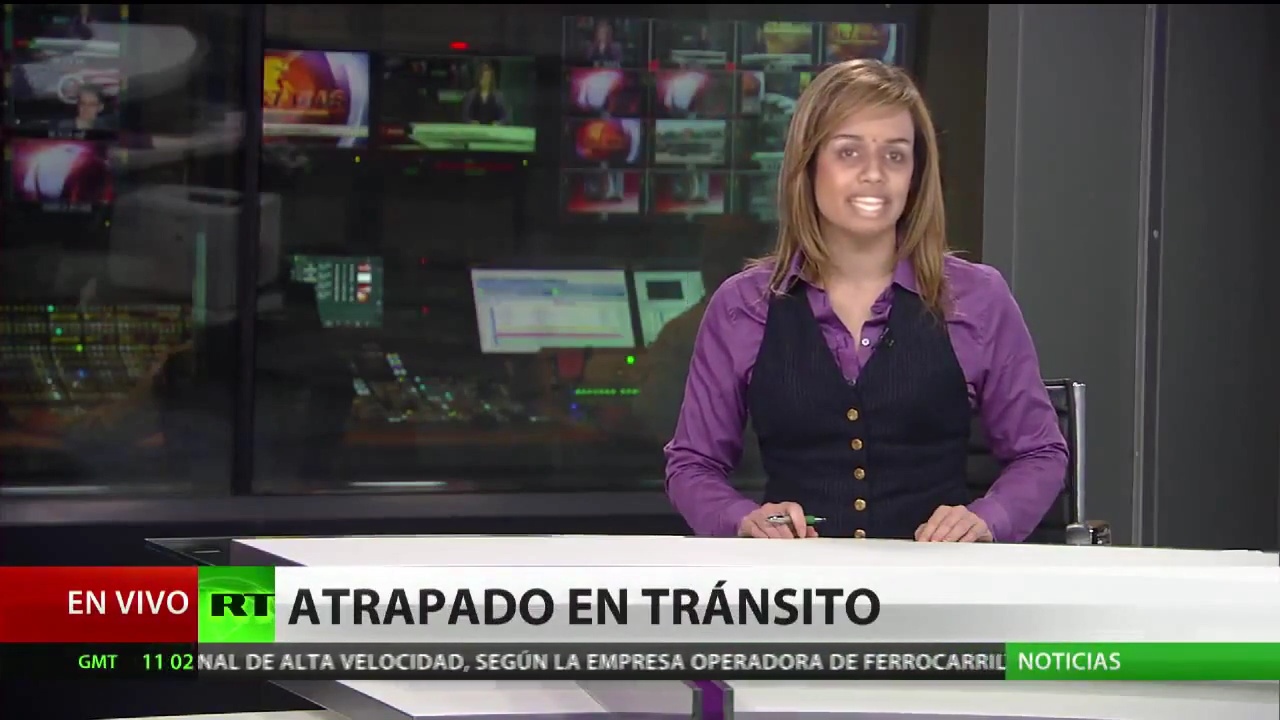 EN VIVO
RT
ATRAPADO EN TRÁNSITO
GMT 11 02
NAL DE ALTA VELOCIDAD, SEGÚN LA EMPRESA OPERADORA DE FERROCARRIL
NOTICIAS